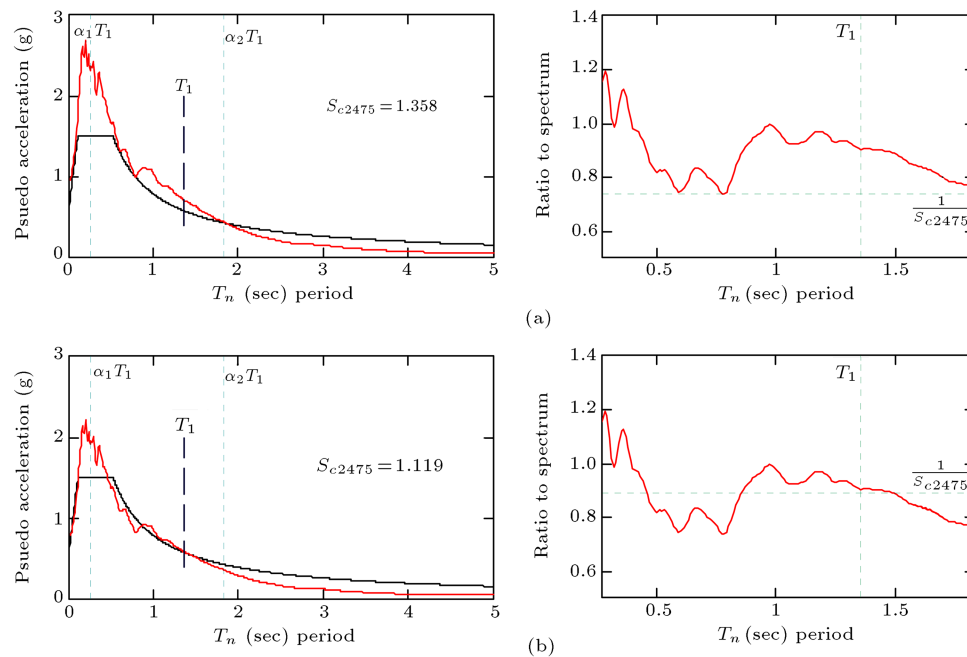 Psuedo acceleration (g)
3
2
1
0
α₁T₁
α₂T₁
T₁
S_c2475 = 1.358
0 1 2 3 4 5
Tₙ (sec) period
Ratio to spectrum
1.4
1.2
1.0
0.8
0.6
T₁
1/S_c2475
0.5 1 1.5
Tₙ (sec) period
(a)
Psuedo acceleration (g)
3
2
1
0
α₁T₁
α₂T₁
T₁
S_c2475 = 1.119
0 1 2 3 4 5
Tₙ (sec) period
Ratio to spectrum
1.4
1.2
1.0
0.8
0.6
T₁
1/S_c2475
0.5 1 1.5
Tₙ (sec) period
(b)